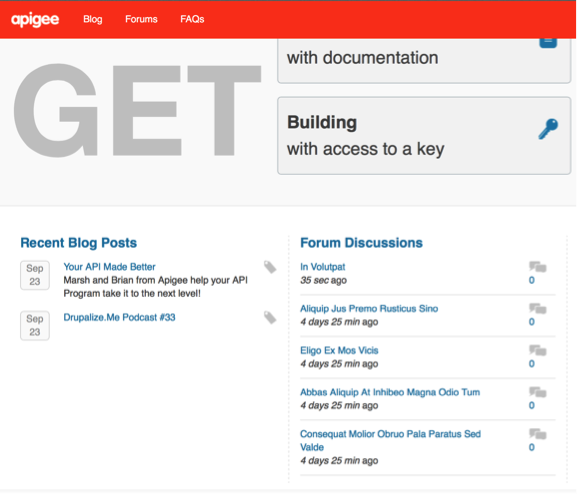 apigee Blog Forums FAQs
with documentation
GET
Building
with access to a key
Recent Blog Posts
Sep
23
Your API Made Better
Marsh and Brian from Apigee help your API
Program take it to the next level!
Sep
23
Drupalize.Me Podcast #33
Forum Discussions
In Volutpat
35 sec ago
0
Aliquip Jus Premo Rusticus Sino
4 days 25 min ago
0
Eligo Ex Mos Vicis
4 days 25 min ago
0
Abbas Aliquip At Inhibeo Magna Odio Tum
4 days 25 min ago
0
Consequat Molior Obruo Pala Paratus Sed
Valde
4 days 25 min ago
0